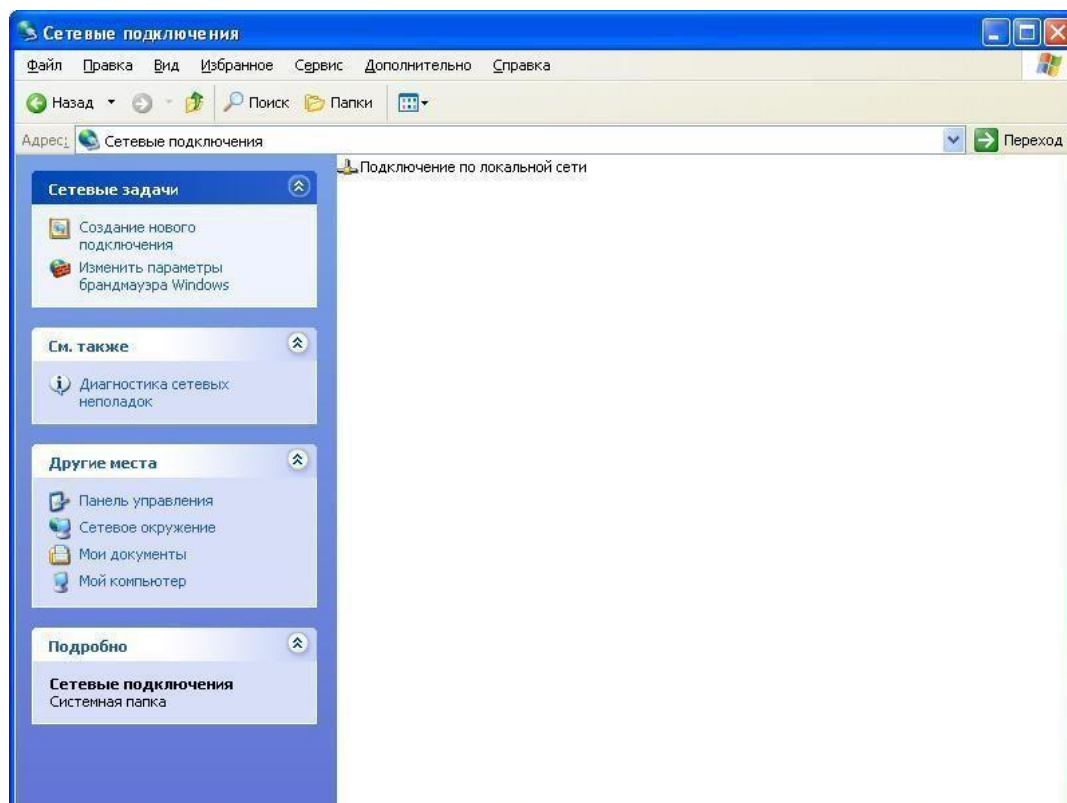 Сетевые подключения
Файл Правка Вид Избранное Сервис Дополнительно Справка
Назад Поиск Папки
Адрес: Сетевые подключения Переход
Подключение по локальной сети
Сетевые задачи
Создание нового
подключения
Изменить параметры
брандмауэра Windows
См. также
Диагностика сетевых
неполадок
Другие места
Панель управления
Сетевое окружение
Мои документы
Мой компьютер
Подробно
Сетевые подключения
Системная папка